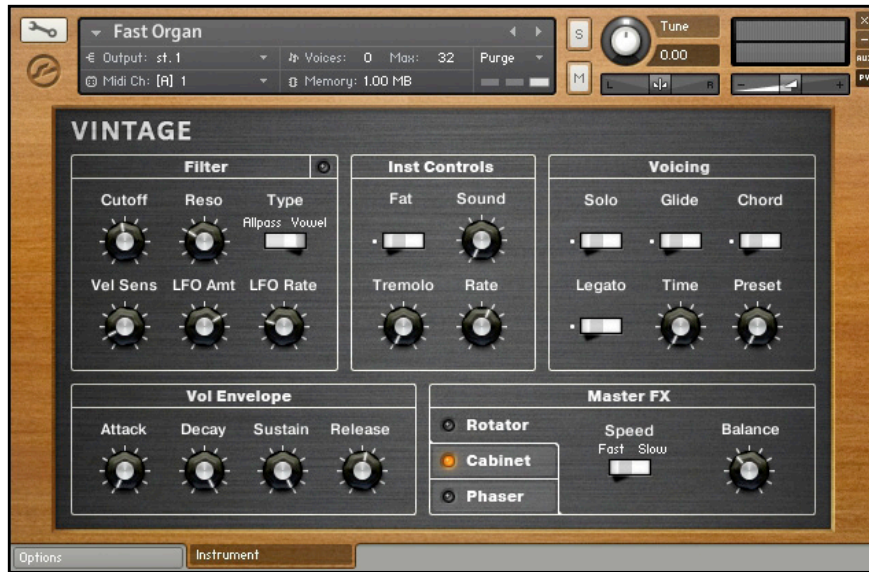 Fast Organ
Output: st.1
Voices: 0 Max: 32
Purge
Midi Ch: [A] 1
Memory: 1.00 MB
S
M
Tune
0.00
L R
- +
×
-
AUX
PV
VINTAGE
Filter
Cutoff Reso Type
Allpass Vowel
Vel Sens LFO Amt LFO Rate
Inst Controls
Fat Sound
Tremolo Rate
Voicing
Solo Glide Chord
Legato Time Preset
Vol Envelope
Attack Decay Sustain Release
Master FX
Rotator
Cabinet
Phaser
Speed
Fast Slow
Balance
Options
Instrument